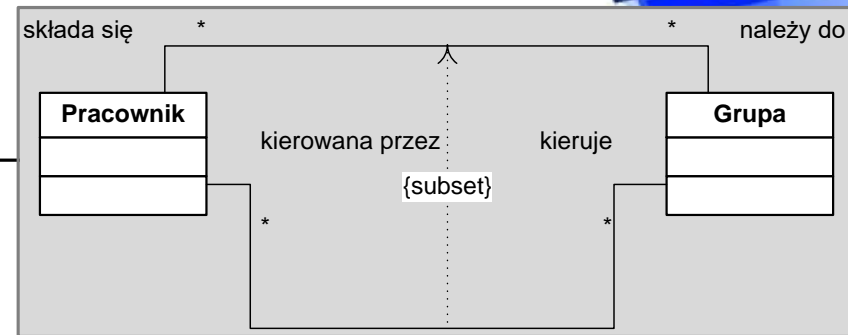 składa się * * należy do
Pracownik Grupa
kierowana przez kieruje
{subset}
* *